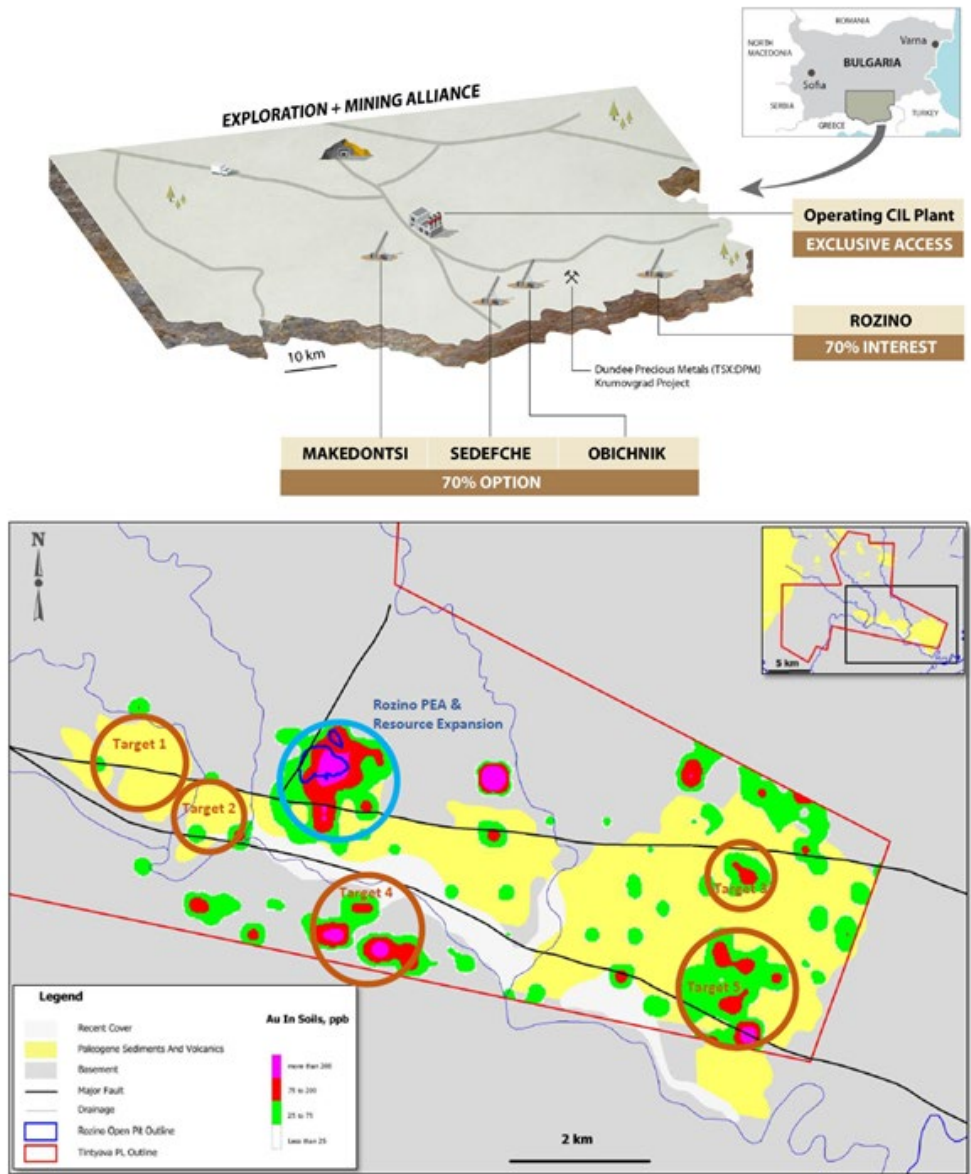 ROMANIA
NORTH
MACEDONIA
Varna
BULGARIA
Sofia
SERBIA
GREECE
TURKEY
EXPLORATION + MINING ALLIANCE
Operating CIL Plant
EXCLUSIVE ACCESS
ROZINO
70% INTEREST
10 km
Dundee Precious Metals (TSX:DPM)
Krumovgrad Project
MAKEDONTSI
SEDEFCHE
OBICHNIK
70% OPTION
N
5 km
Rozino PEA &
Resource Expansion
Target 1
Target 2
Target 3
Target 4
Target 5
Legend
Recent Cover
Paleogene Sediments And Volcanics
Basement
Major Fault
Drainage
Rozino Open Pit Outline
Tintyava PL Outline
Au In Soils, ppb
more than 200
75 to 200
25 to 75
Less than 25
2 km